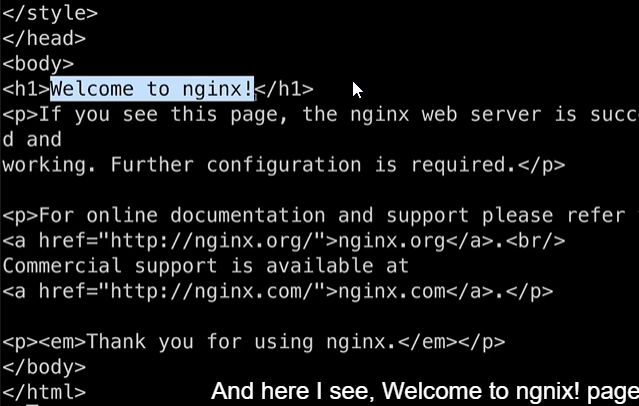 </style>
</head>
<body>
<h1>Welcome to nginx!</h1>
<p>If you see this page, the nginx web server is succ
d and
working. Further configuration is required.</p>
<p>For online documentation and support please refer
<a href="http://nginx.org/">nginx.org</a>.<br/>
Commercial support is available at
<a href="http://nginx.com/">nginx.com</a>.</p>
<p><em>Thank you for using nginx.</em></p>
</body>
</html>
And here I see, Welcome to ngnix! page